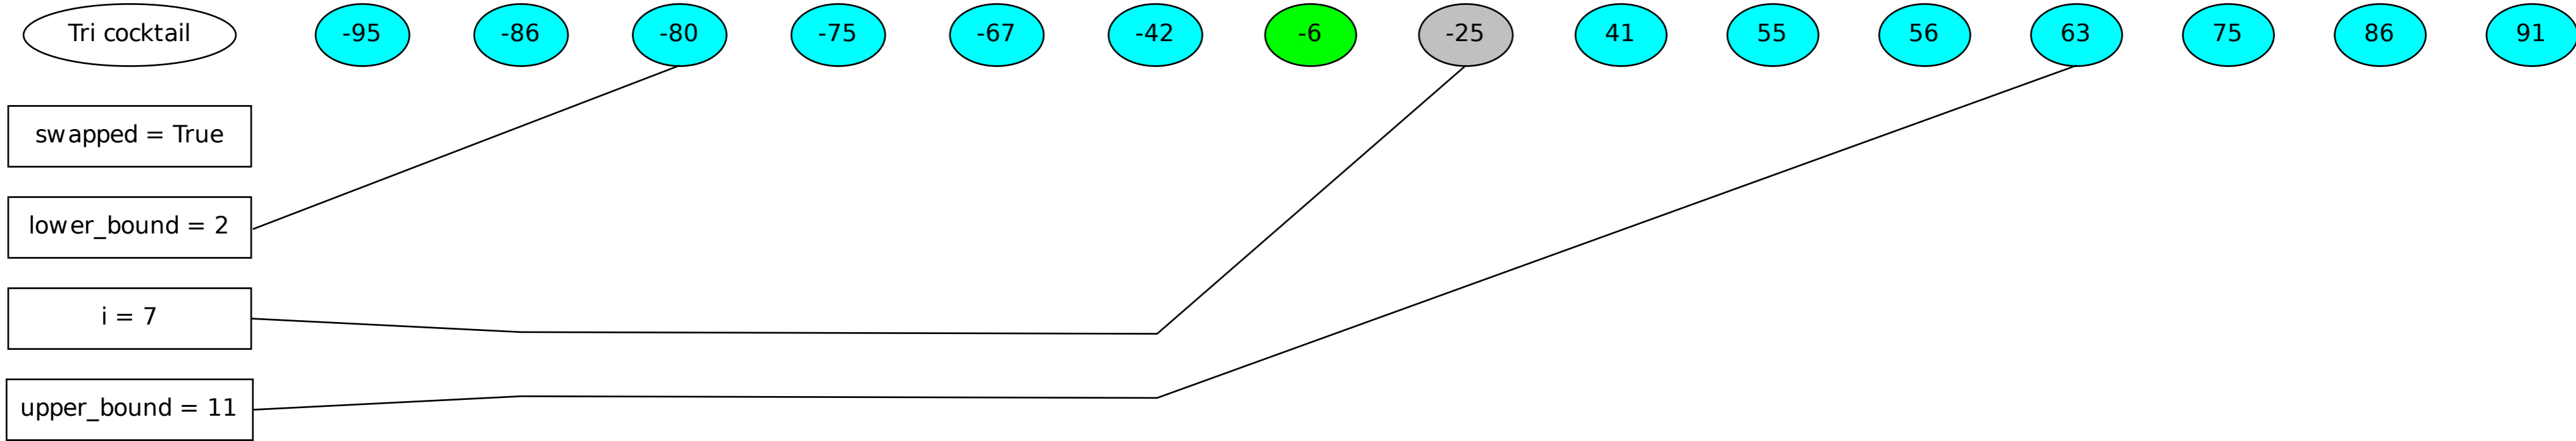 Tri cocktail -95 -86 -80 -75 -67 -42 -6 -25 41 55 56 63 75 86 91
swapped = True
lower_bound = 2
i = 7
upper_bound = 11